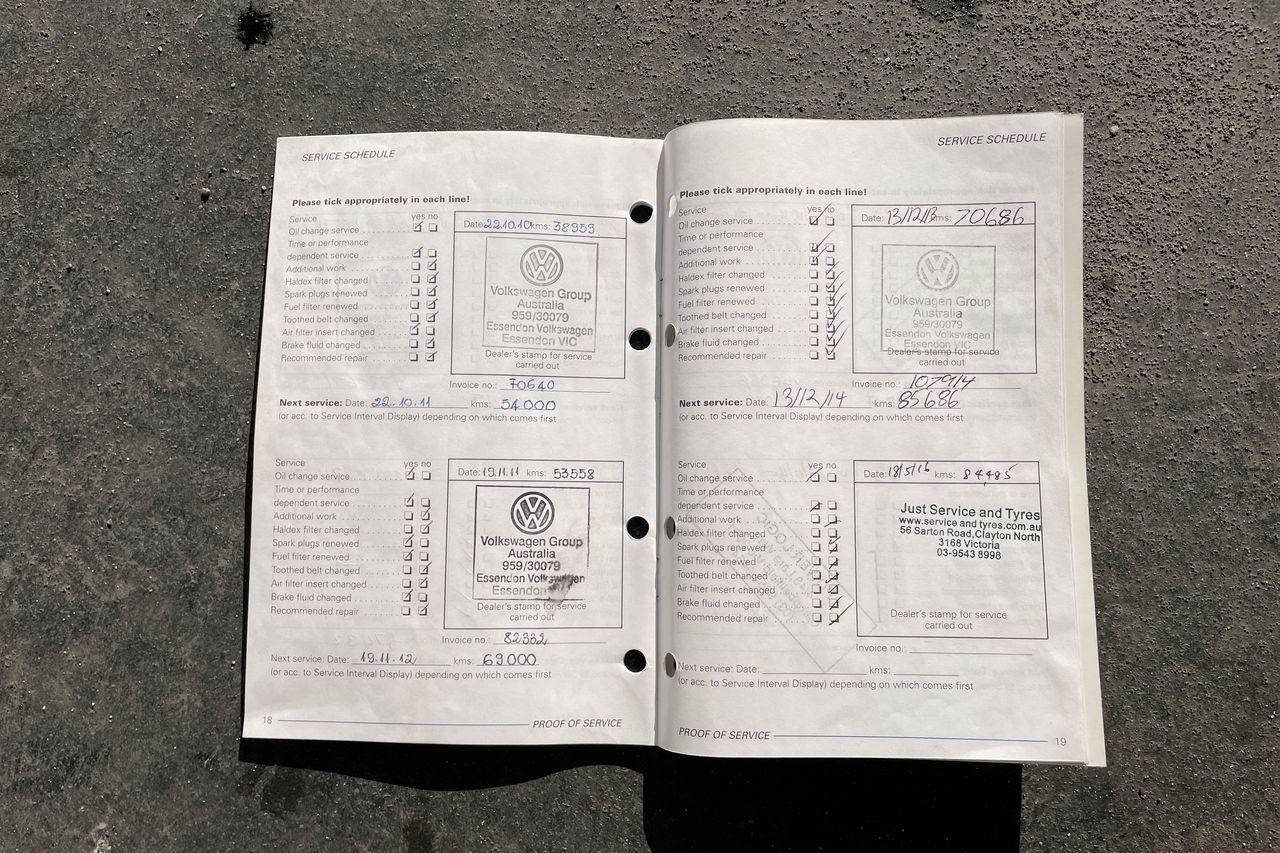 SERVICE SCHEDULE
Please tick appropriately in each line!
Service yes no
Oil change service
Time or performance
dependent service
Additional work
Haldex filter changed
Spark plugs renewed
Fuel filter renewed
Toothed belt changed
Air filter insert changed
Brake fluid changed
Recommended repair
Date: 22.10.10 kms: 38959
Volkswagen Group
Australia
959/30079
Essendon Volkswagen
Essendon VIC
Dealer's stamp for service
carried out
Invoice no.: 70640
Next service: Date: 22.10.11 kms: 54000
(or acc. to Service Interval Display) depending on which comes first
Service yes no
Oil change service
Time or performance
dependent service
Additional work
Haldex filter changed
Spark plugs renewed
Fuel filter renewed
Toothed belt changed
Air filter insert changed
Brake fluid changed
Recommended repair
Date: 19.11.11 kms: 53558
Volkswagen Group
Australia
959/30079
Essendon Volkswagen
Essendon
Dealer's stamp for service
carried out
Invoice no.: 82332
Next service: Date: 19.11.12 kms: 69000
(or acc. to Service Interval Display) depending on which comes first
18 PROOF OF SERVICE
SERVICE SCHEDULE
Please tick appropriately in each line!
Service yes no
Oil change service
Time or performance
dependent service
Additional work
Haldex filter changed
Spark plugs renewed
Fuel filter renewed
Toothed belt changed
Air filter insert changed
Brake fluid changed
Recommended repair
Date: 13/12/13 kms: 70686
Volkswagen Group
Australia
959/30079
Essendon Volkswagen
Essendon VIC
Dealer's stamp for service
carried out
Invoice no.: 107914
Next service: Date: 13/12/14 kms: 85686
(or acc. to Service Interval Display) depending on which comes first
Service yes no
Oil change service
Time or performance
dependent service
Additional work
Haldex filter changed
Spark plugs renewed
Fuel filter renewed
Toothed belt changed
Air filter insert changed
Brake fluid changed
Recommended repair
Date: 18/5/16 kms: 84485
Just Service and Tyres
www.service and tyres.com.au
56 Sarton Road,Clayton North
3168 Victoria
03-9543 8998
Dealer's stamp for service
carried out
Invoice no.:
Next service: Date: kms:
(or acc. to Service Interval Display) depending on which comes first
PROOF OF SERVICE 19